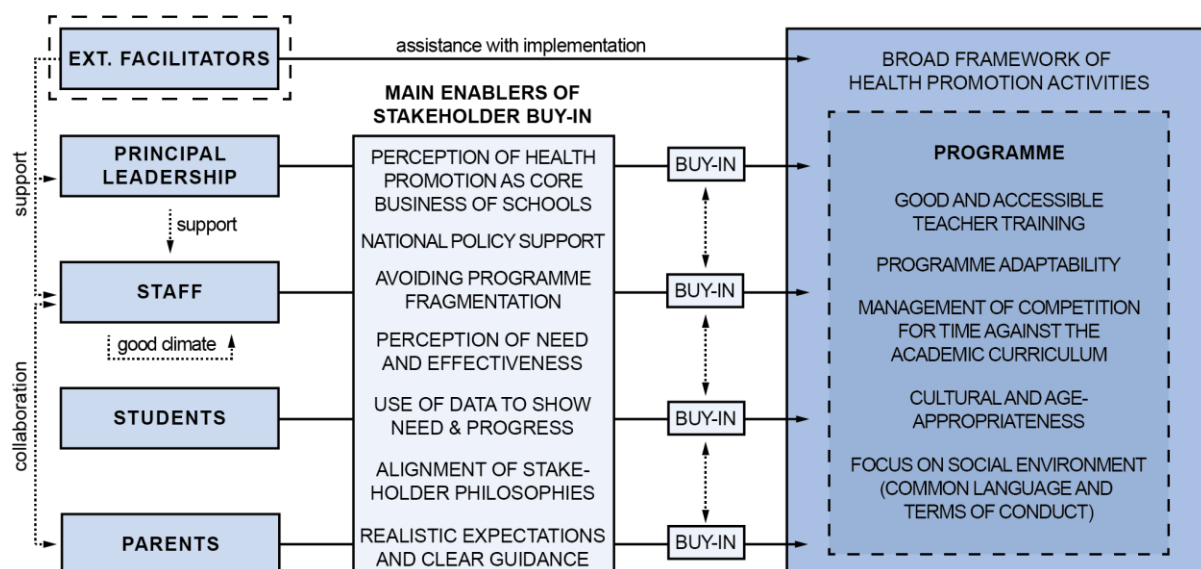 EXT. FACILITATORS
assistance with implementation
support
PRINCIPAL
LEADERSHIP
support
STAFF
good climate
collaboration
STUDENTS
PARENTS
MAIN ENABLERS OF
STAKEHOLDER BUY-IN
PERCEPTION OF HEALTH
PROMOTION AS CORE
BUSINESS OF SCHOOLS
NATIONAL POLICY SUPPORT
AVOIDING PROGRAMME
FRAGMENTATION
PERCEPTION OF NEED
AND EFFECTIVENESS
USE OF DATA TO SHOW
NEED & PROGRESS
ALIGNMENT OF STAKE-
HOLDER PHILOSOPHIES
REALISTIC EXPECTATIONS
AND CLEAR GUIDANCE
BUY-IN
BUY-IN
BUY-IN
BUY-IN
BROAD FRAMEWORK OF
HEALTH PROMOTION ACTIVITIES
PROGRAMME
GOOD AND ACCESSIBLE
TEACHER TRAINING
PROGRAMME ADAPTABILITY
MANAGEMENT OF COMPETITION
FOR TIME AGAINST THE
ACADEMIC CURRICULUM
CULTURAL AND AGE-
APPROPRIATENESS
FOCUS ON SOCIAL ENVIRONMENT
(COMMON LANGUAGE AND
TERMS OF CONDUCT)